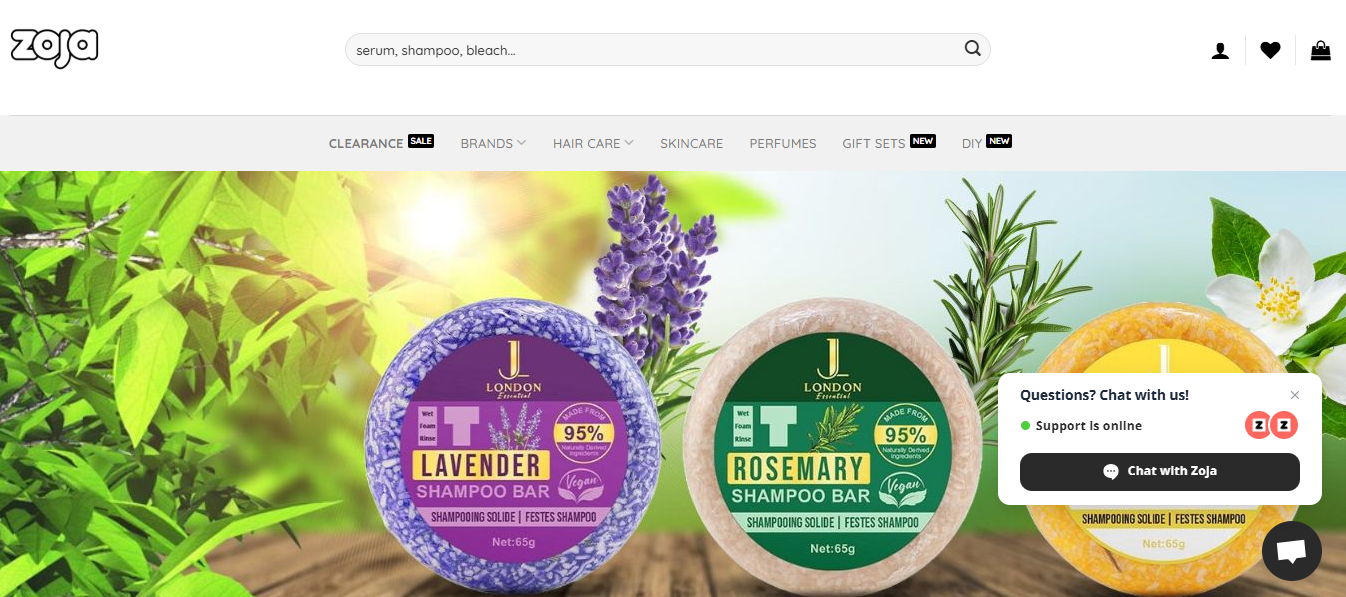 zoja
serum, shampoo, bleach...
CLEARANCE SALE BRANDS HAIR CARE SKINCARE PERFUMES GIFT SETS NEW DIY NEW
JL
LONDON
Essential
Wet
Foam
Rinse
T
MADE FROM
95%
Naturally Derived
Ingredients
LAVENDER
SHAMPOO BAR
Vegan
SHAMPOOING SOLIDE | FESTES SHAMPOO
Net:65g
JL
LONDON
Essential
Wet
Foam
Rinse
T
MADE FROM
95%
Naturally Derived
Ingredients
ROSEMARY
SHAMPOO BAR
Vegan
SHAMPOOING SOLIDE | FESTES SHAMPOO
Net:65g
Questions? Chat with us!
Support is online
Z Z
Chat with Zoja
SHAMPOOING SOLIDE | FESTES SHAMPOO
Net:65g